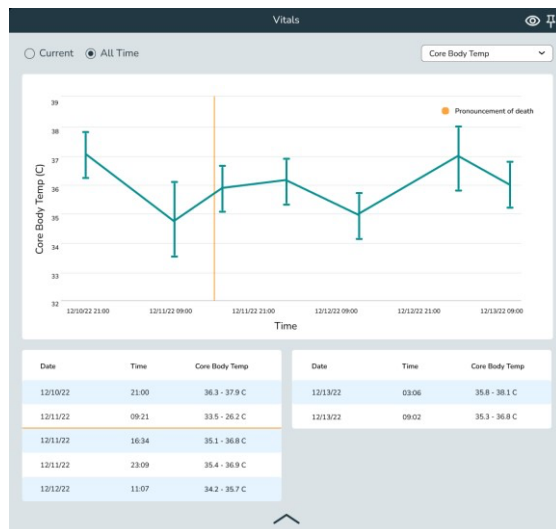 Vitals
Current
All Time
Core Body Temp
39
38
37
36
35
34
33
32
Core Body Temp (C)
Pronouncement of death
12/10/22 21:00
12/11/22 09:00
12/11/22 21:00
12/12/22 09:00
12/12/22 21:00
12/13/22 09:00
Time
Date Time Core Body Temp
12/10/22 21:00 36.3 - 37.9 C
12/11/22 09:21 33.5 - 26.2 C
12/11/22 16:34 35.1 - 36.8 C
12/11/22 23:09 35.4 - 36.9 C
12/12/22 11:07 34.2 - 35.7 C
Date Time Core Body Temp
12/13/22 03:06 35.8 - 38.1 C
12/13/22 09:02 35.3 - 36.8 C